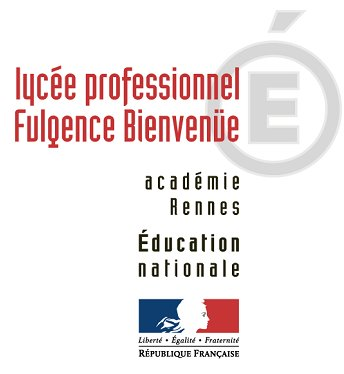 lycée professionnel
Fulgence Bienvenüe
É
académie
Rennes
Éducation
nationale
Liberté • Égalité • Fraternité
RÉPUBLIQUE FRANÇAISE